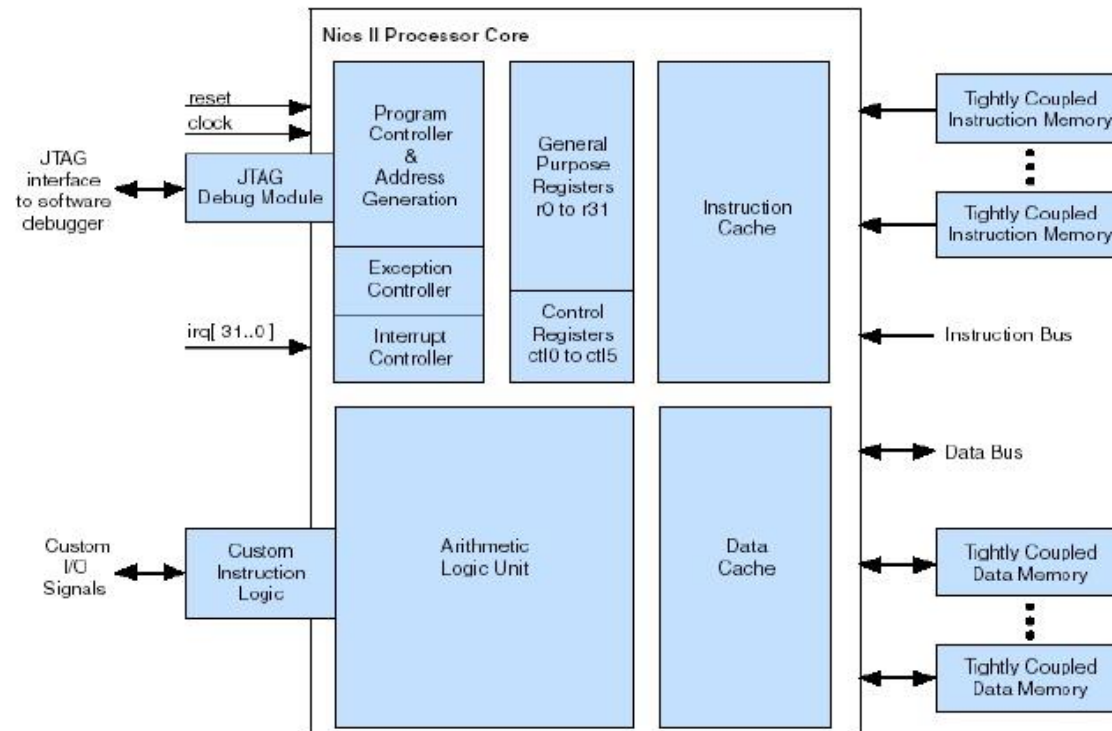 Nios II Processor Core
reset
clock
JTAG
interface
to software
debugger
JTAG
Debug Module
irq[ 31..0 ]
Program
Controller
&
Address
Generation
Exception
Controller
Interrupt
Controller
General
Purpose
Registers
r0 to r31
Control
Registers
ctl0 to ctl5
Instruction
Cache
Tightly Coupled
Instruction Memory
Tightly Coupled
Instruction Memory
Instruction Bus
Data Bus
Custom
I/O
Signals
Custom
Instruction
Logic
Arithmetic
Logic Unit
Data
Cache
Tightly Coupled
Data Memory
Tightly Coupled
Data Memory